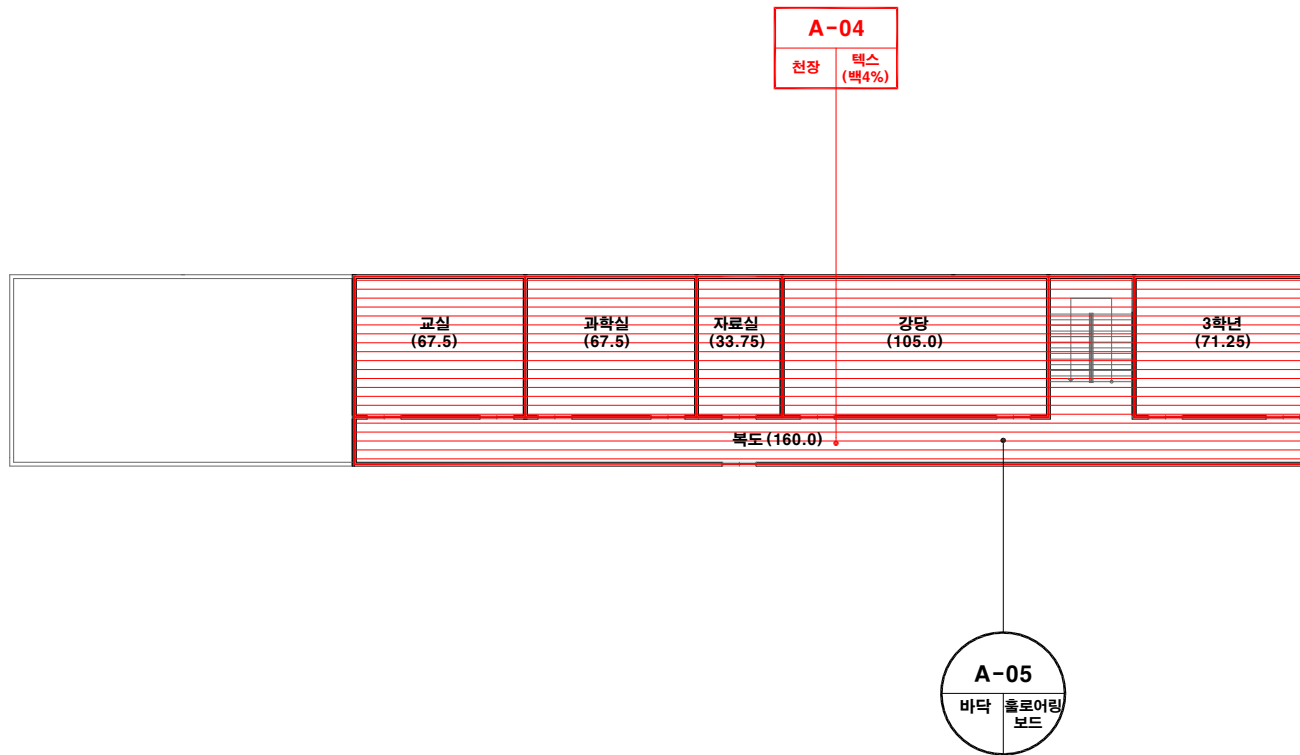 A-04
천장
텍스
(백4%)
교실
(67.5)
과학실
(67.5)
자료실
(33.75)
강당
(105.0)
3학년
(71.25)
복도(160.0)
A-05
바닥
훌로어링
보드